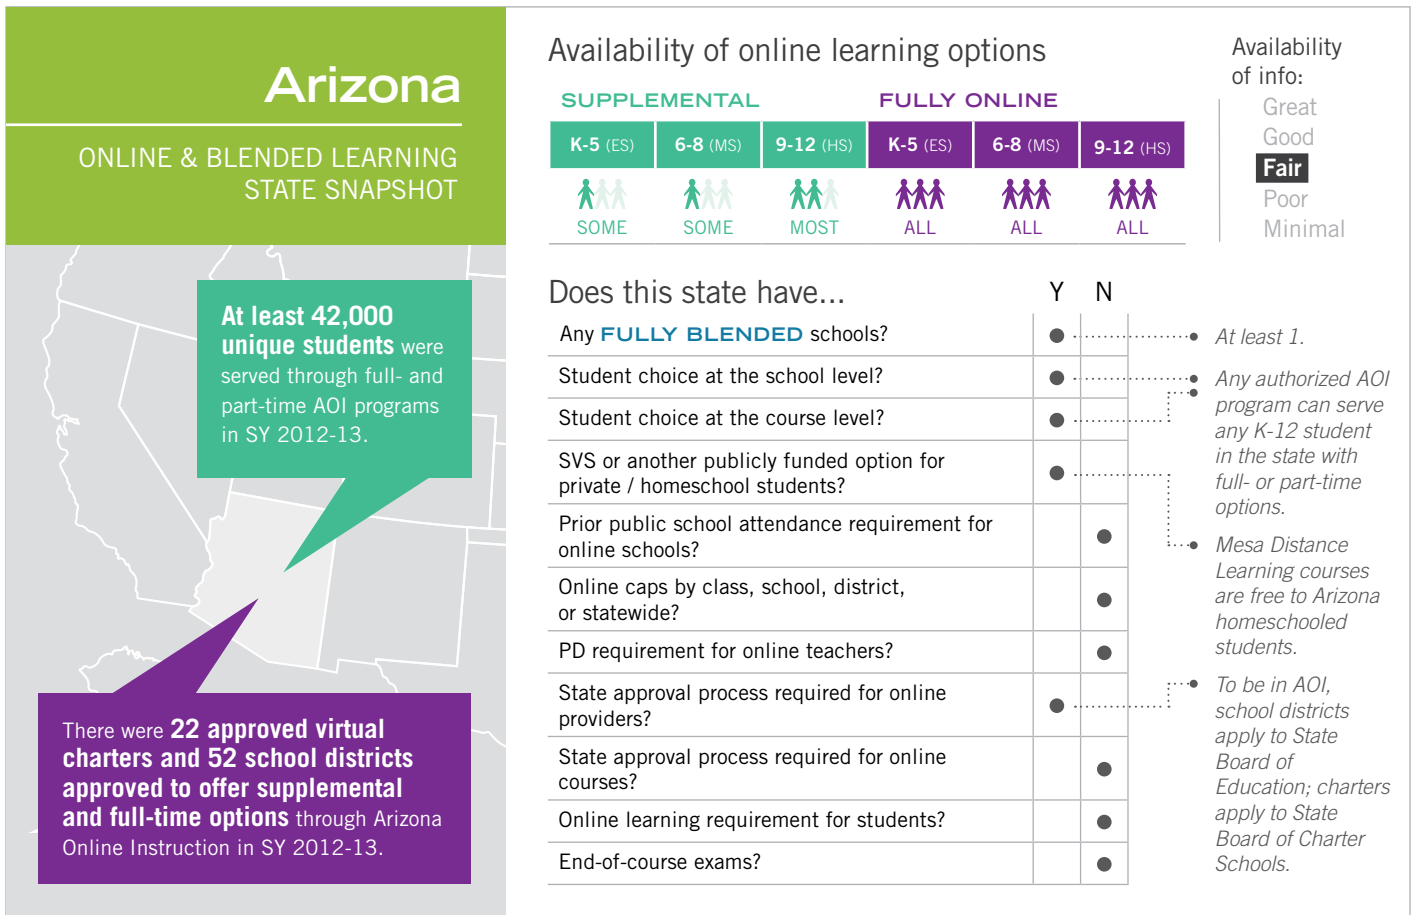 Arizona
ONLINE & BLENDED LEARNING
STATE SNAPSHOT
At least 42,000
unique students were
served through full- and
part-time AOI programs
in SY 2012-13.
There were 22 approved virtual
charters and 52 school districts
approved to offer supplemental
and full-time options through Arizona
Online Instruction in SY 2012-13.
Availability of online learning options
SUPPLEMENTAL FULLY ONLINE
K-5 (ES) 6-8 (MS) 9-12 (HS) K-5 (ES) 6-8 (MS) 9-12 (HS)
SOME SOME MOST ALL ALL ALL
Availability
of info:
Great
Good
Fair
Poor
Minimal
Does this state have... Y N
Any FULLY BLENDED schools?
Student choice at the school level?
Student choice at the course level?
SVS or another publicly funded option for
private / homeschool students?
Prior public school attendance requirement for
online schools?
Online caps by class, school, district,
or statewide?
PD requirement for online teachers?
State approval process required for online
providers?
State approval process required for online
courses?
Online learning requirement for students?
End-of-course exams?
At least 1.
Any authorized AOI
program can serve
any K-12 student
in the state with
full- or part-time
options.
Mesa Distance
Learning courses
are free to Arizona
homeschooled
students.
To be in AOI,
school districts
apply to State
Board of
Education; charters
apply to State
Board of Charter
Schools.